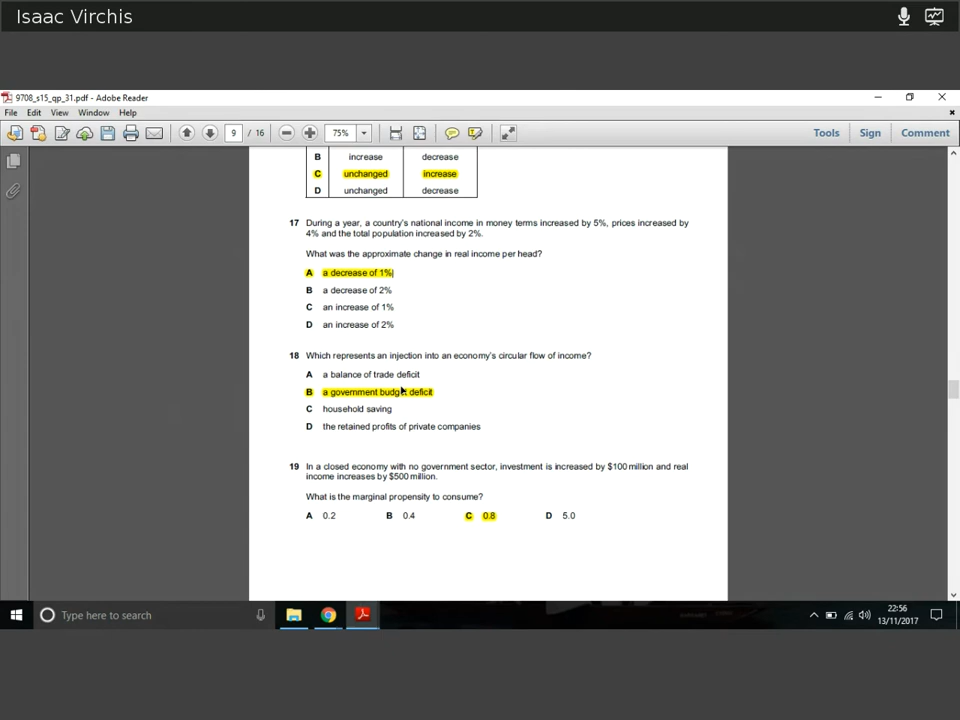 Isaac Virchis
9708_s15_qp_31.pdf - Adobe Reader
File Edit View Window Help
9 / 16 75% Tools Sign Comment
B increase decrease
C unchanged increase
D unchanged decrease
17 During a year, a country's national income in money terms increased by 5%, prices increased by
4% and the total population increased by 2%.
What was the approximate change in real income per head?
A a decrease of 1%
B a decrease of 2%
C an increase of 1%
D an increase of 2%
18 Which represents an injection into an economy's circular flow of income?
A a balance of trade deficit
B a government budget deficit
C household saving
D the retained profits of private companies
19 In a closed economy with no government sector, investment is increased by $100 million and real
income increases by $500 million.
What is the marginal propensity to consume?
A 0.2 B 0.4 C 0.8 D 5.0
Type here to search
22:56
13/11/2017